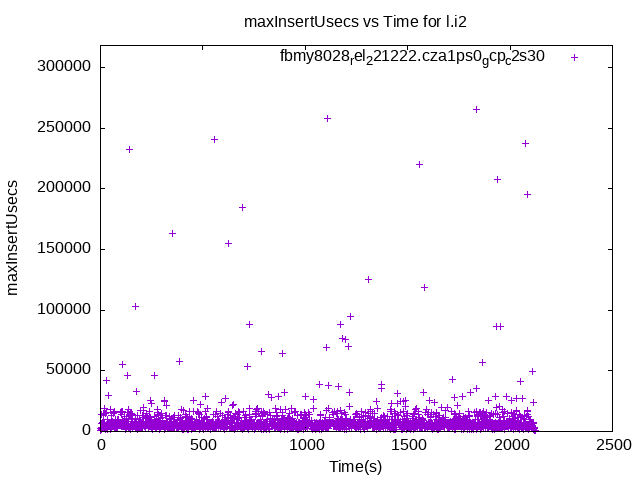 maxInsertUsecs vs Time for l.i2
fbmy8028_rel_221222.cza1ps0_gcp_c2s30
300000
250000
200000
150000
100000
50000
0
maxInsertUsecs
0 500 1000 1500 2000 2500
Time(s)